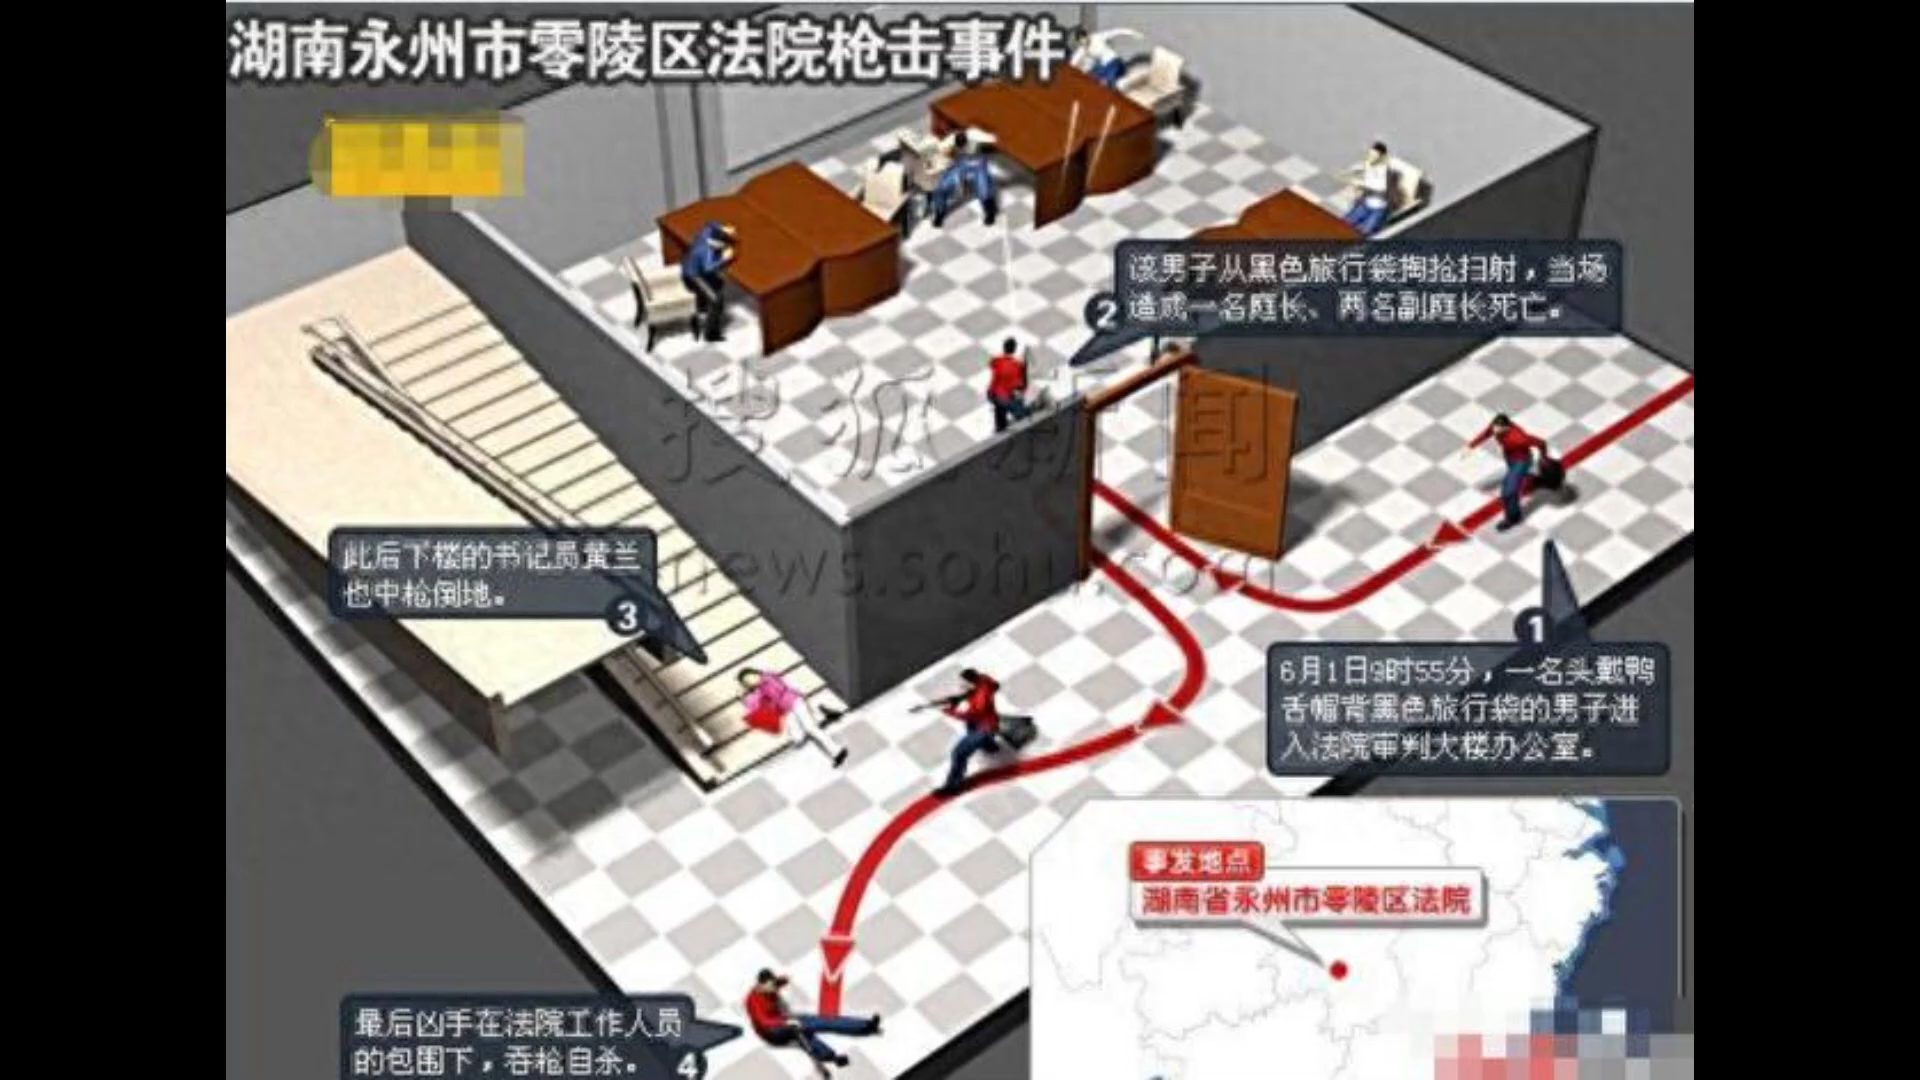 湖南永州市零陵区法院枪击事件
该男子从黑色旅行袋掏抢扫射，当场
造成一名庭长、两名副庭长死亡。
2
搜狐新闻
news.sohu.com
此后下楼的书记员黄兰
也中枪倒地。
3
1
6月1日9时55分，一名头戴鸭
舌帽背黑色旅行袋的男子进
入法院审判大楼办公室。
事发地点
湖南省永州市零陵区法院
最后凶手在法院工作人员
的包围下，吞枪自杀。
4